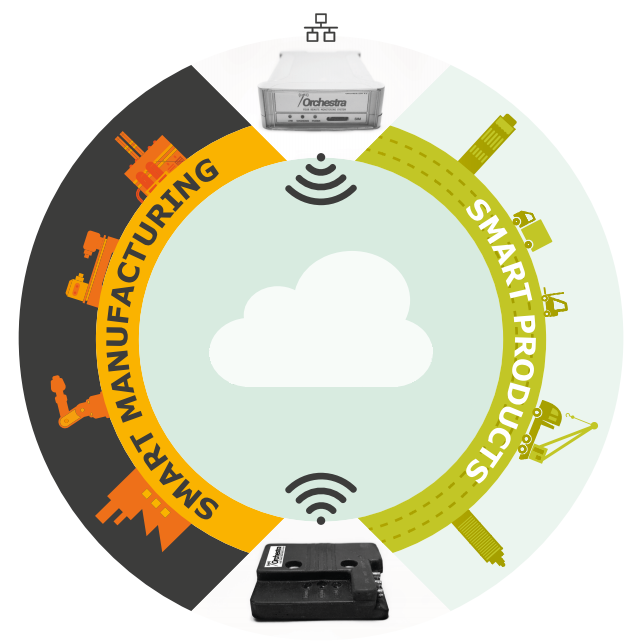 Orchestra
SMART MANUFACTURING
SMART PRODUCTS
Orchestra